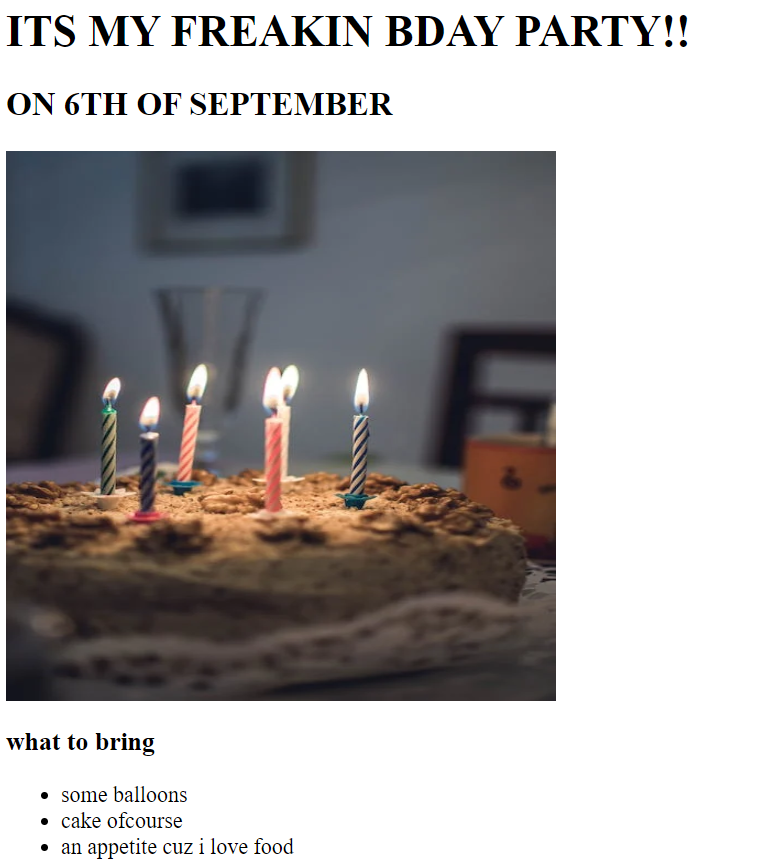 ITS MY FREAKIN BDAY PARTY!!
ON 6TH OF SEPTEMBER
what to bring
some balloons
cake ofcourse
an appetite cuz i love food